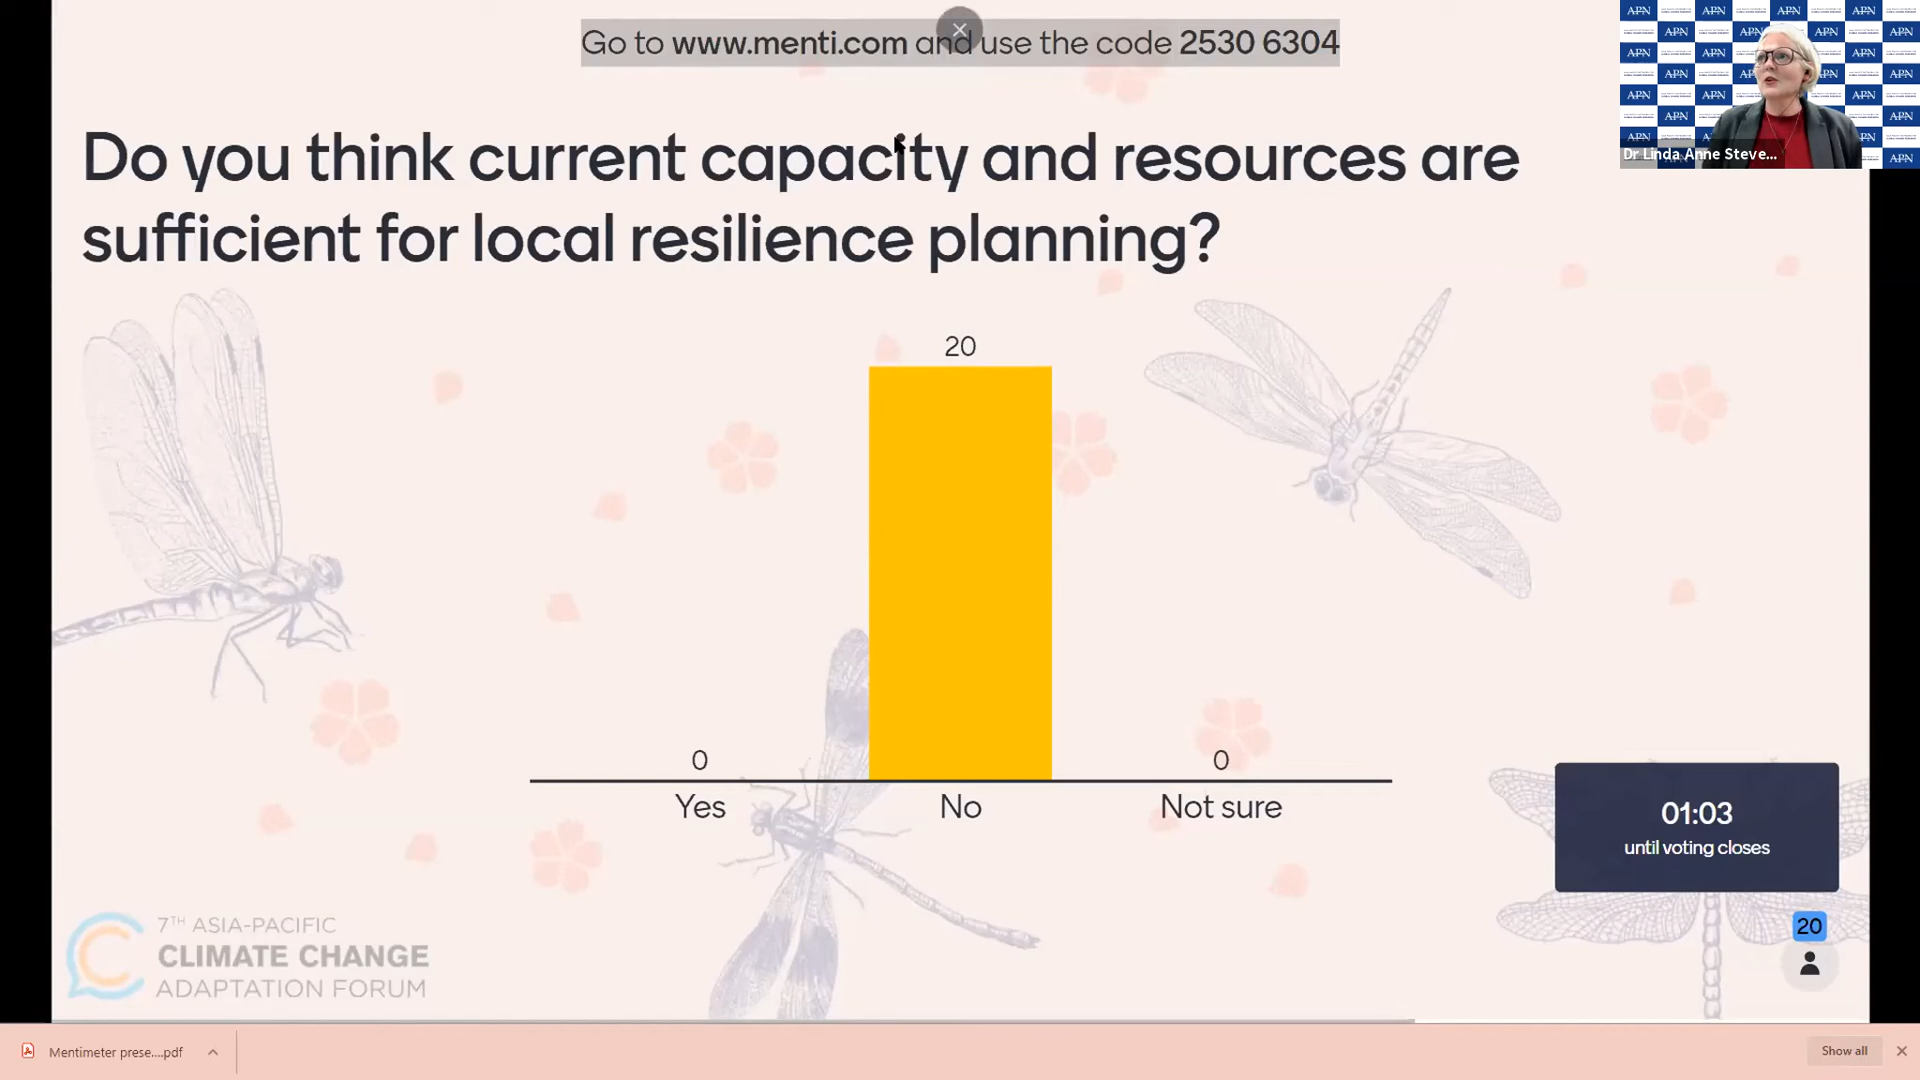 Go to www.menti.com and use the code 2530 6304
Do you think current capacity and resources are
sufficient for local resilience planning?
20
0
0
Yes
No
Not sure
01:03
until voting closes
20
7TH ASIA-PACIFIC
CLIMATE CHANGE
ADAPTATION FORUM
APN
Dr Linda Anne Steve...
Mentimeter prese....pdf
Show all